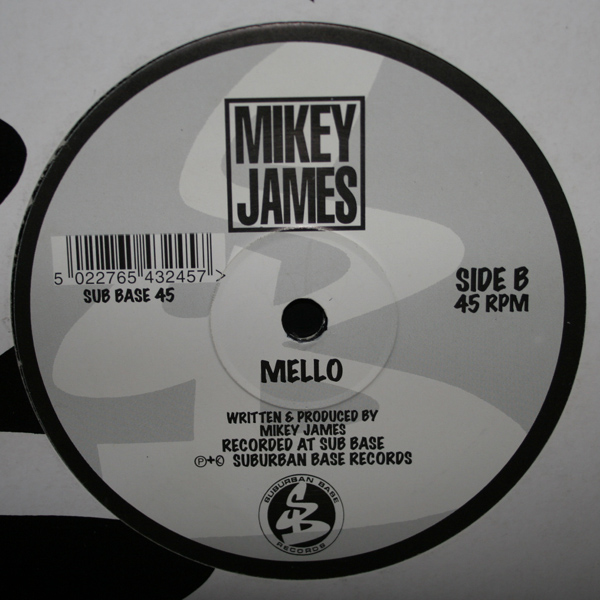 MIKEY
JAMES
5 022765 432457 >
SUB BASE 45
SIDE B
45 RPM
MELLO
WRITTEN & PRODUCED BY
MIKEY JAMES
RECORDED AT SUB BASE
℗+© SUBURBAN BASE RECORDS
SUBURBAN BASE
RECORDS